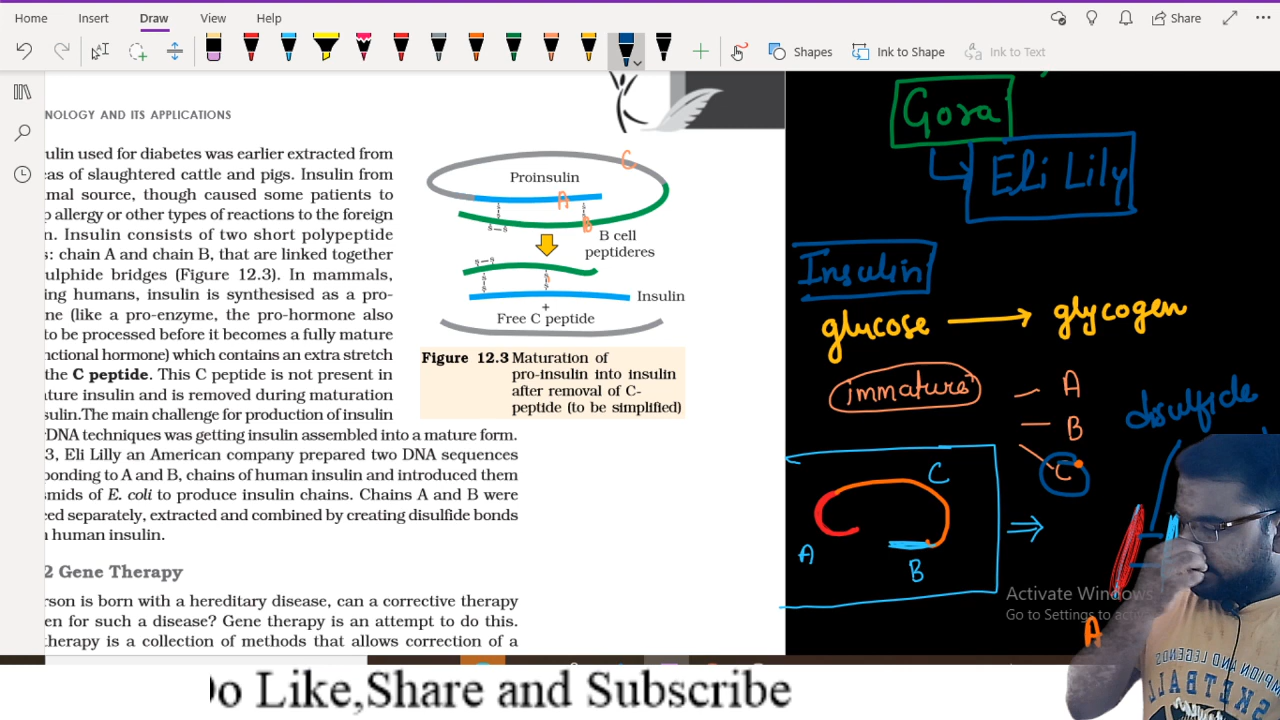 Home Insert Draw View Help Share
Shapes Ink to Shape Ink to Text
NOLOGY AND ITS APPLICATIONS
ulin used for diabetes was earlier extracted from
eas of slaughtered cattle and pigs. Insulin from
mal source, though caused some patients to
p allergy or other types of reactions to the foreign
n. Insulin consists of two short polypeptide
s: chain A and chain B, that are linked together
ulphide bridges (Figure 12.3). In mammals,
ing humans, insulin is synthesised as a pro-
ne (like a pro-enzyme, the pro-hormone also
to be processed before it becomes a fully mature
nctional hormone) which contains an extra stretch
the C peptide. This C peptide is not present in
ature insulin and is removed during maturation
sulin.The main challenge for production of insulin
rDNA techniques was getting insulin assembled into a mature form.
3, Eli Lilly an American company prepared two DNA sequences
ponding to A and B, chains of human insulin and introduced them
smids of E. coli to produce insulin chains. Chains A and B were
ced separately, extracted and combined by creating disulfide bonds
human insulin.
2 Gene Therapy
rson is born with a hereditary disease, can a corrective therapy
en for such a disease? Gene therapy is an attempt to do this.
therapy is a collection of methods that allows correction of a
C
Proinsulin
A
B
S-S
B cell
peptideres
S-S
Insulin
+
Free C peptide
Figure 12.3 Maturation of
pro-insulin into insulin
after removal of C-
peptide (to be simplified)
Gora
Eli Lily
Insulin
glucose → glycogen
immature
A
B
C
disulfide
C
A
B
A
Activate Windows
Go to Settings to
Do Like,Share and Subscribe